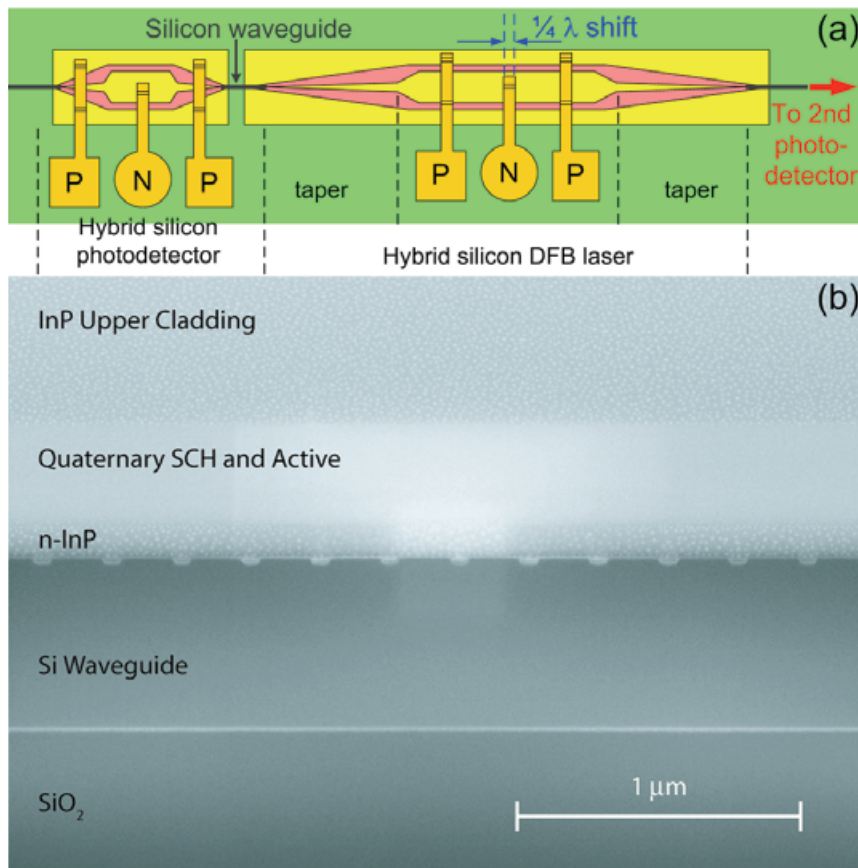 Silicon waveguide
¼ λ shift
(a)
P
N
P
taper
P
N
P
taper
To 2nd
photo-
detector
Hybrid silicon
photodetector
Hybrid silicon DFB laser
(b)
InP Upper Cladding
Quaternary SCH and Active
n-InP
Si Waveguide
1 μm
SiO₂